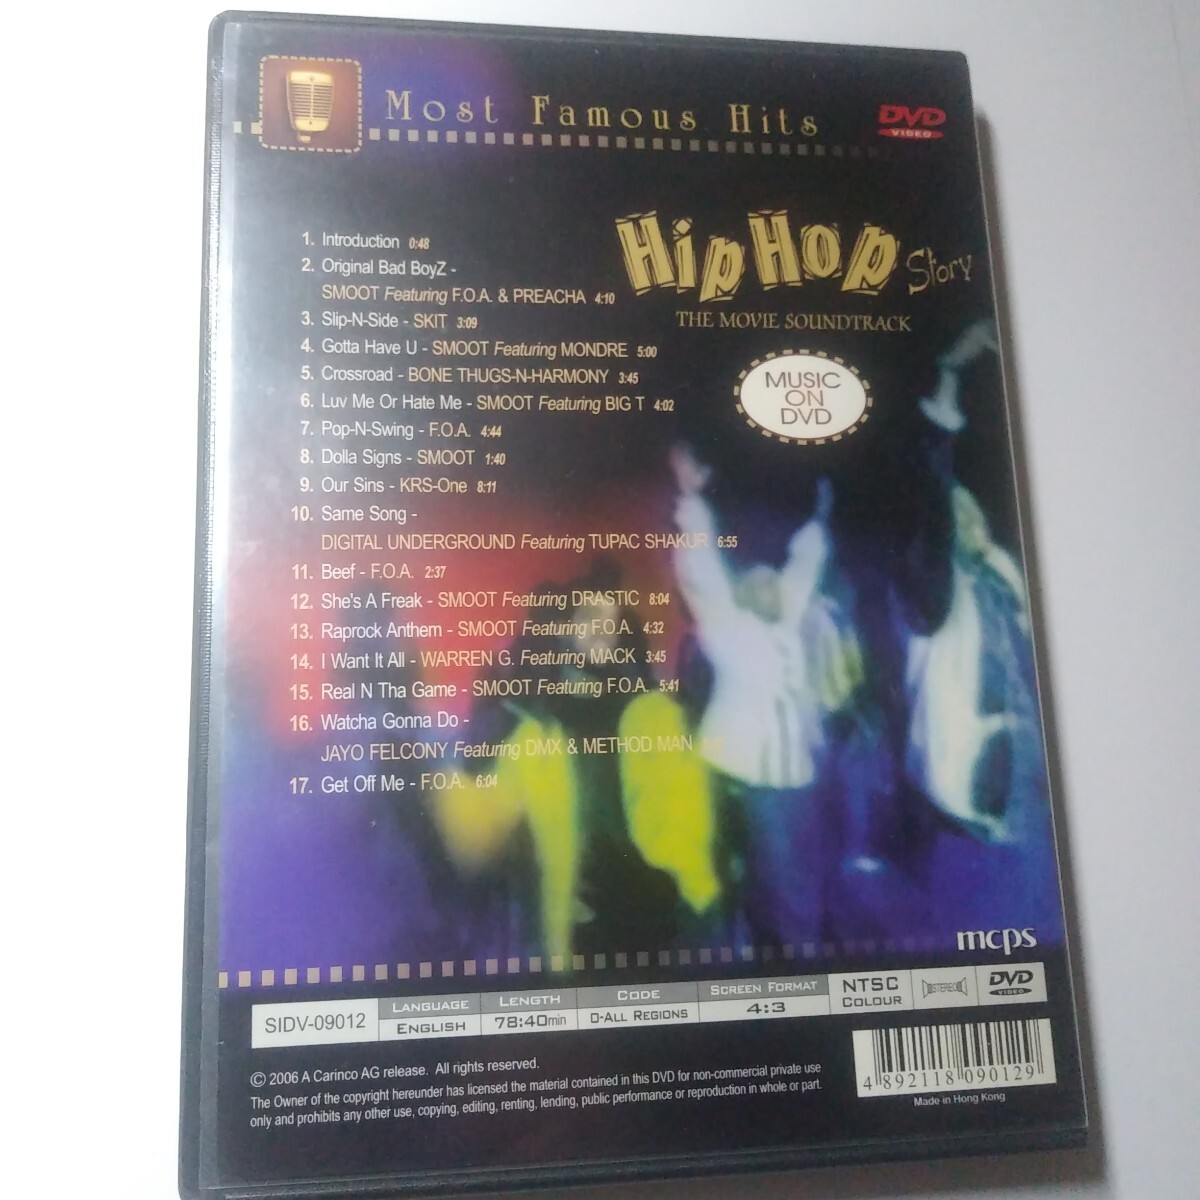 Most Famous Hits
DVD
VIDEO
HipHop Story
THE MOVIE SOUNDTRACK
MUSIC
ON
DVD
1. Introduction 0:48
2. Original Bad BoyZ -
SMOOT Featuring F.O.A. & PREACHA 4:10
3. Slip-N-Side - SKIT 3:09
4. Gotta Have U - SMOOT Featuring MONDRE 5:00
5. Crossroad - BONE THUGS-N-HARMONY 3:45
6. Luv Me Or Hate Me - SMOOT Featuring BIG T 4:02
7. Pop-N-Swing - F.O.A. 4:44
8. Dolla Signs - SMOOT 1:40
9. Our Sins - KRS-One 8:11
10. Same Song -
DIGITAL UNDERGROUND Featuring TUPAC SHAKUR 6:55
11. Beef - F.O.A. 2:37
12. She's A Freak - SMOOT Featuring DRASTIC 8:04
13. Raprock Anthem - SMOOT Featuring F.O.A. 4:32
14. I Want It All - WARREN G. Featuring MACK 3:45
15. Real N Tha Game - SMOOT Featuring F.O.A. 5:41
16. Watcha Gonna Do -
JAYO FELCONY Featuring DMX & METHOD MAN
17. Get Off Me - F.O.A. 6:04
mcps
SIDV-09012
LANGUAGE
ENGLISH
LENGTH
78:40min
CODE
0-ALL REGIONS
SCREEN FORMAT
4:3
NTSC
COLOUR
STEREO
DVD
VIDEO
© 2006 A Carinco AG release. All rights reserved.
The Owner of the copyright hereunder has licensed the material contained in this DVD for non-commercial private use
only and prohibits any other use, copying, editing, renting, lending, public performance or reproduction in whole or part.
4 892118 090129
Made in Hong Kong